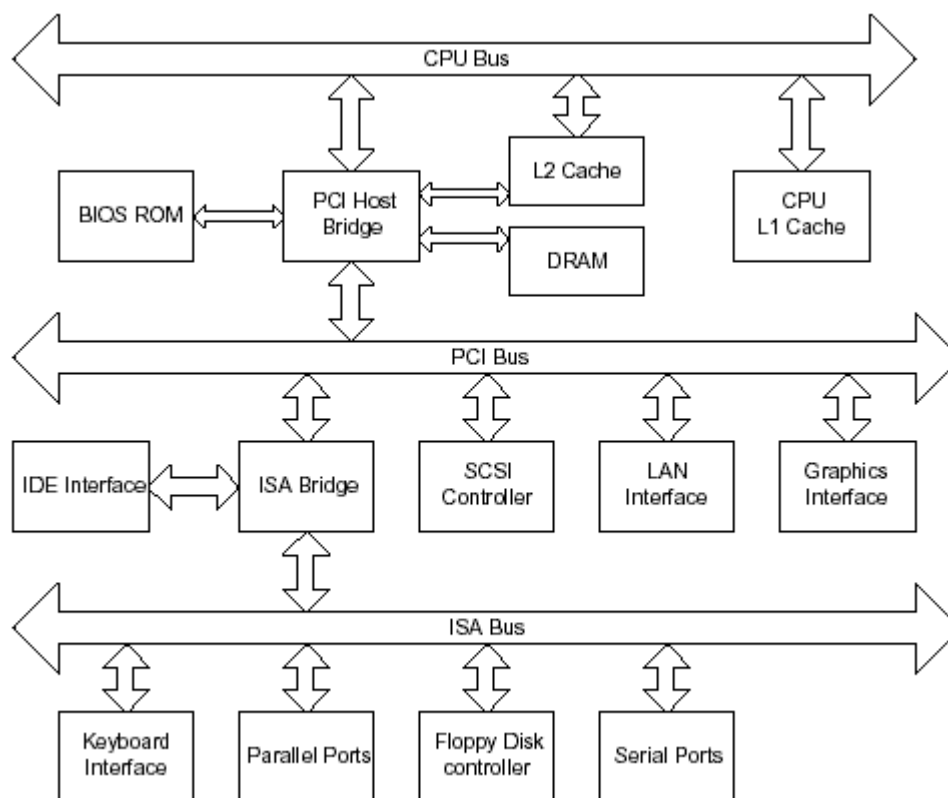 CPU Bus
L2 Cache
BIOS ROM
PCI Host
Bridge
CPU
L1 Cache
DRAM
PCI Bus
IDE Interface
ISA Bridge
SCSI
Controller
LAN
Interface
Graphics
Interface
ISA Bus
Keyboard
Interface
Parallel Ports
Floppy Disk
controller
Serial Ports